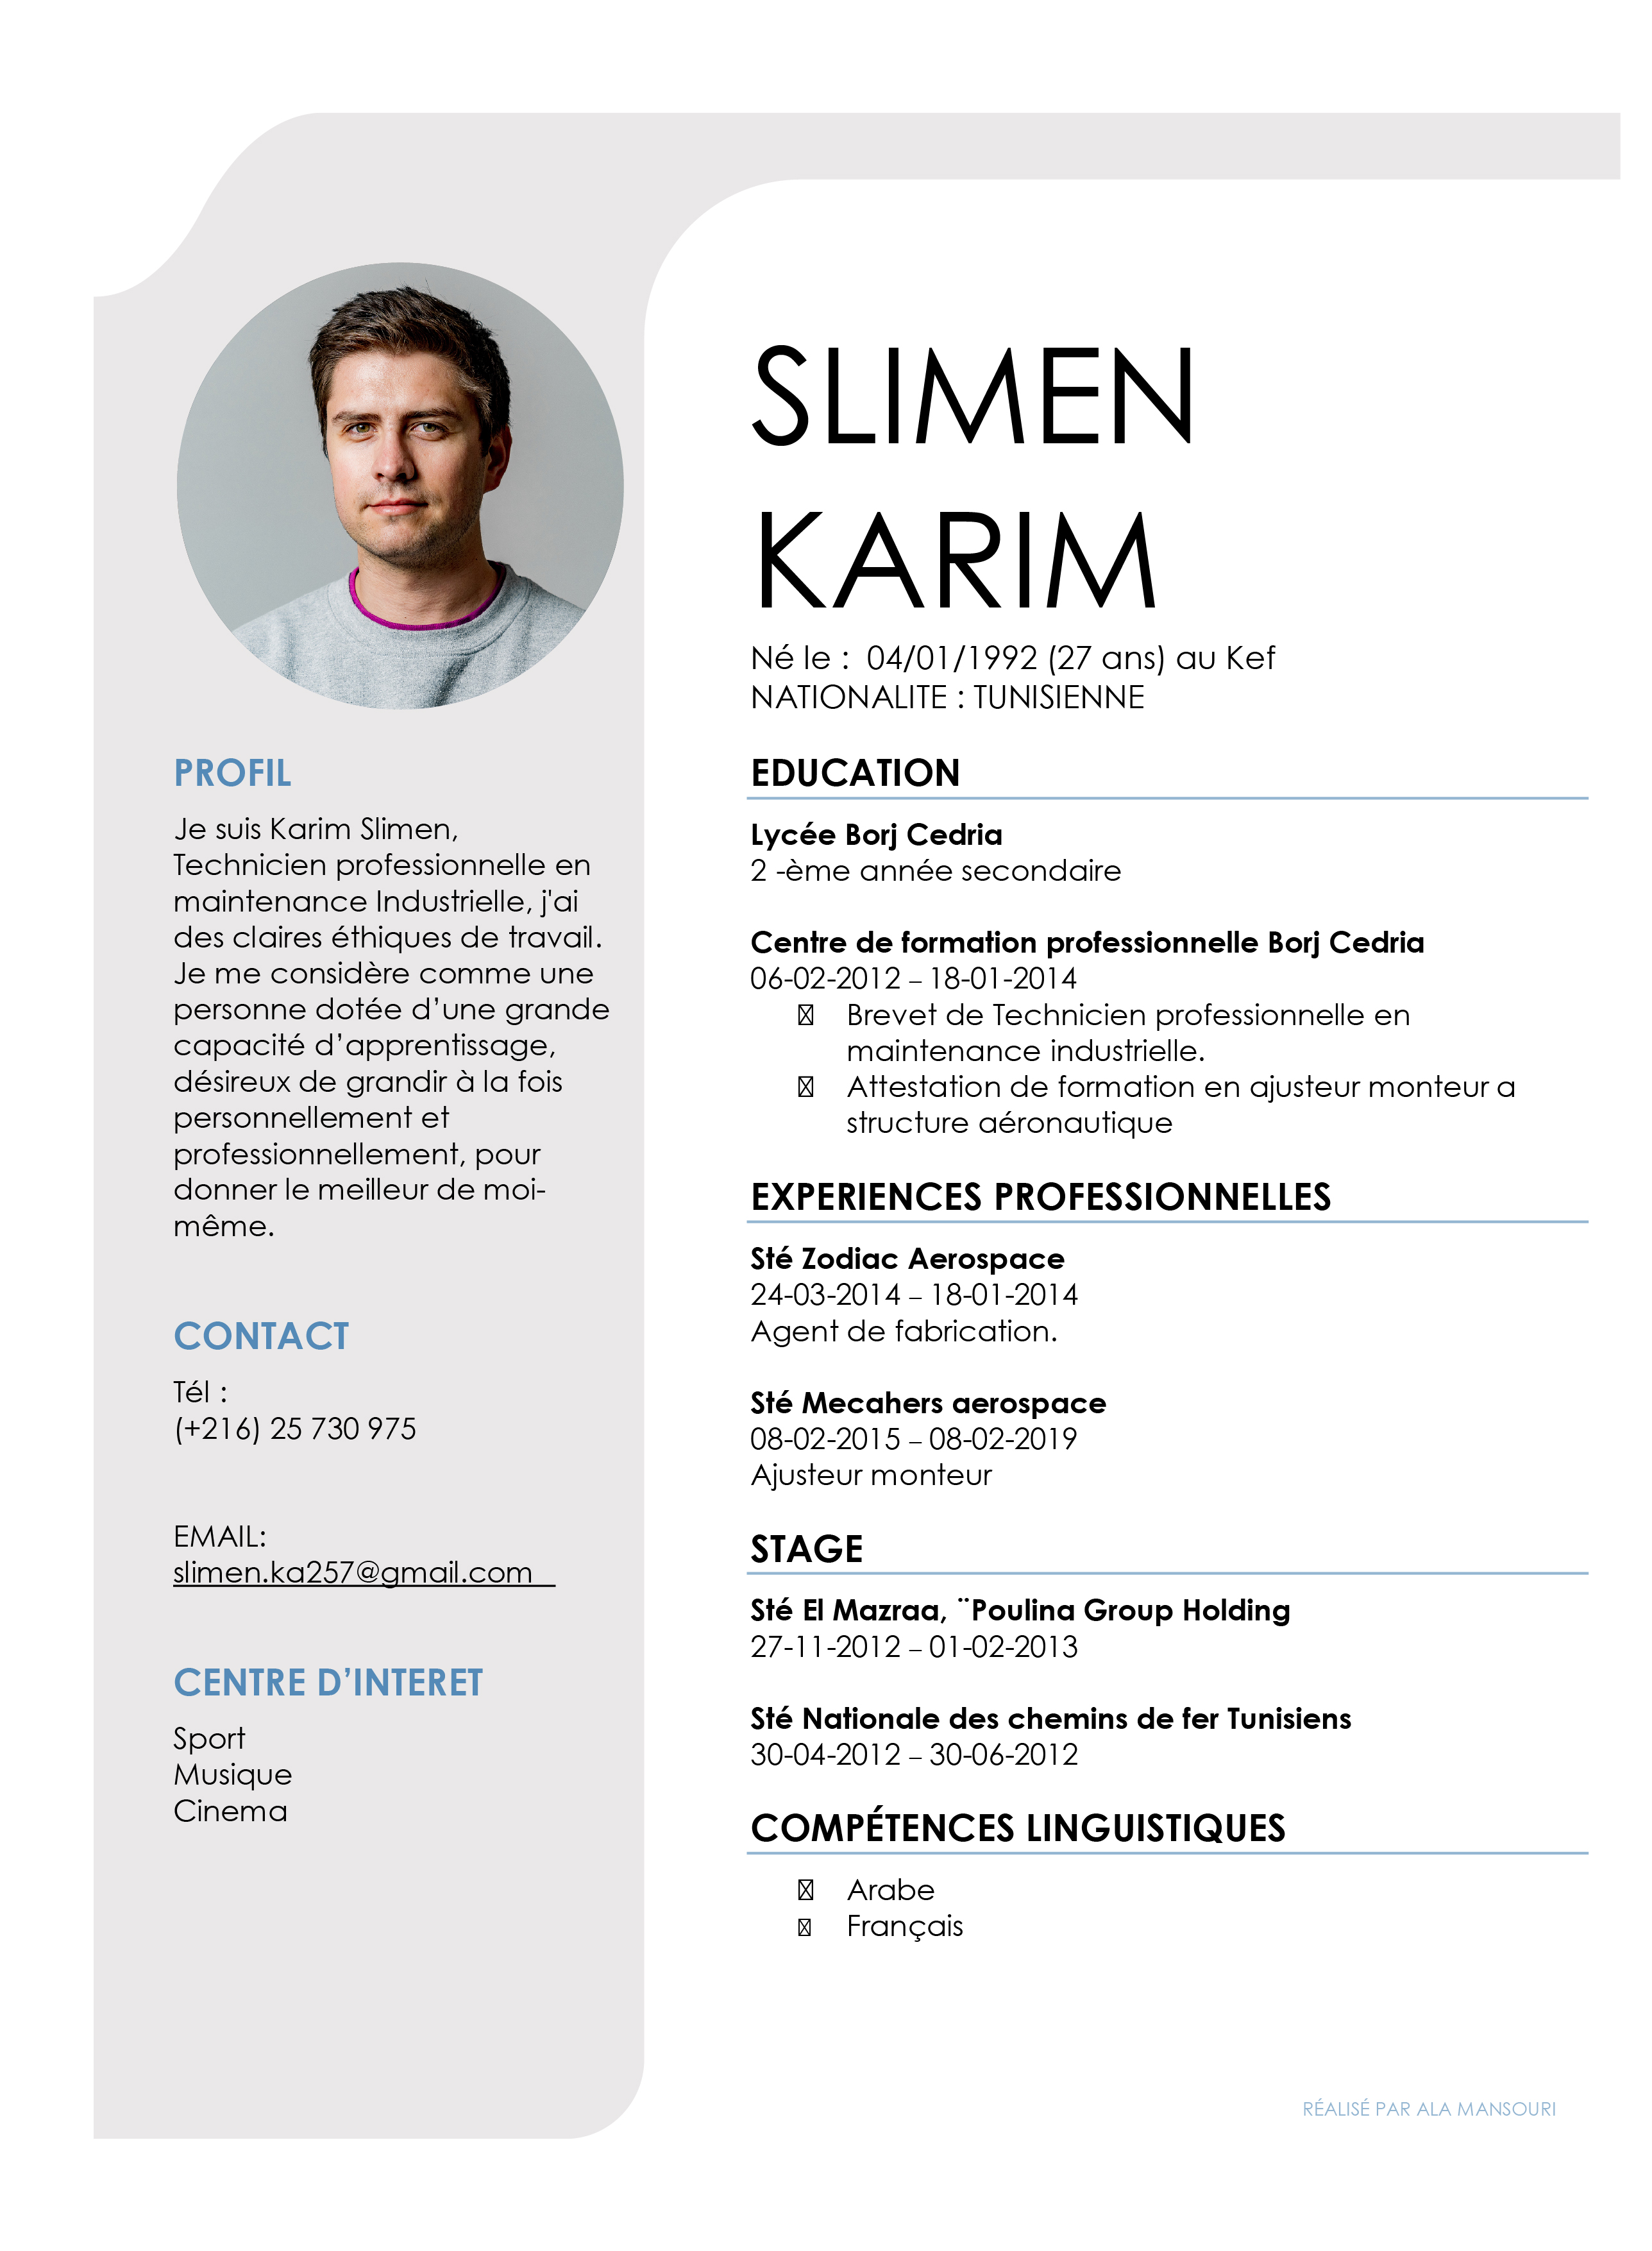 SLIMEN
KARIM
Né le :  04/01/1992 (27 ans) au Kef
NATIONALITE : TUNISIENNE
PROFIL
Je suis Karim Slimen,
Technicien professionnelle en
maintenance Industrielle, j'ai
des claires éthiques de travail.
Je me considère comme une
personne dotée d’une grande
capacité d’apprentissage,
désireux de grandir à la fois
personnellement et
professionnellement, pour
donner le meilleur de moi-
même.
CONTACT
Tél :
(+216) 25 730 975
EMAIL:
slimen.ka257@gmail.com
CENTRE D’INTERET
Sport
Musique
Cinema
EDUCATION
Lycée Borj Cedria
2 -ème année secondaire
Centre de formation professionnelle Borj Cedria
06-02-2012 – 18-01-2014
Brevet de Technicien professionnelle en
maintenance industrielle.
Attestation de formation en ajusteur monteur a
structure aéronautique
EXPERIENCES PROFESSIONNELLES
Sté Zodiac Aerospace
24-03-2014 – 18-01-2014
Agent de fabrication.
Sté Mecahers aerospace
08-02-2015 – 08-02-2019
Ajusteur monteur
STAGE
Sté El Mazraa, ¨Poulina Group Holding
27-11-2012 – 01-02-2013
Sté Nationale des chemins de fer Tunisiens
30-04-2012 – 30-06-2012
COMPÉTENCES LINGUISTIQUES
Arabe
Français
RÉALISÉ PAR ALA MANSOURI